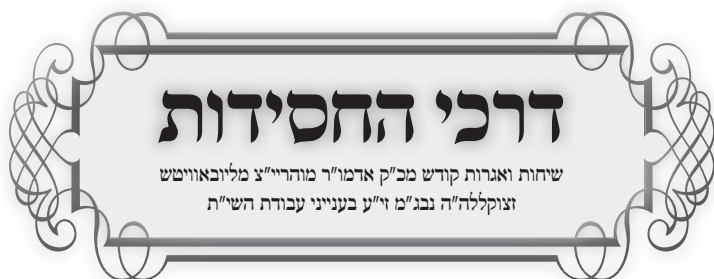 דרכי החסידות
שיחות ואגרות קודש מכ"ק אדמו"ר מוהריי"צ מליובאוויטש
זצוקללה"ה נבג"מ זי"ע בענייני עבודת השי"ת